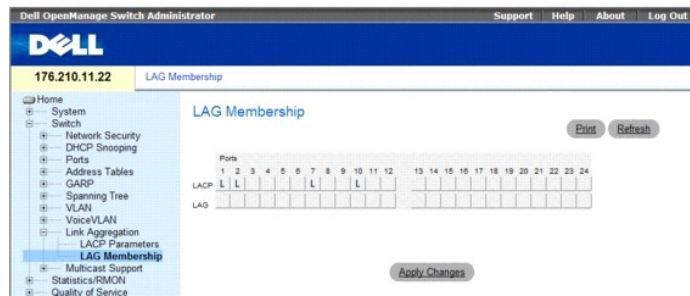 Dell OpenManage Switch Administrator Support Help About Log Out
DELL
176.210.11.22 LAG Membership
Home
System
Switch
Network Security
DHCP Snooping
Ports
Address Tables
GARP
Spanning Tree
VLAN
VoiceVLAN
Link Aggregation
LACP Parameters
LAG Membership
Multicast Support
Statistics/RMON
Quality of Service
LAG Membership
Print Refresh
Ports
1 2 3 4 5 6 7 8 9 10 11 12 13 14 15 16 17 18 19 20 21 22 23 24
LACP L L L L
LAG
Apply Changes